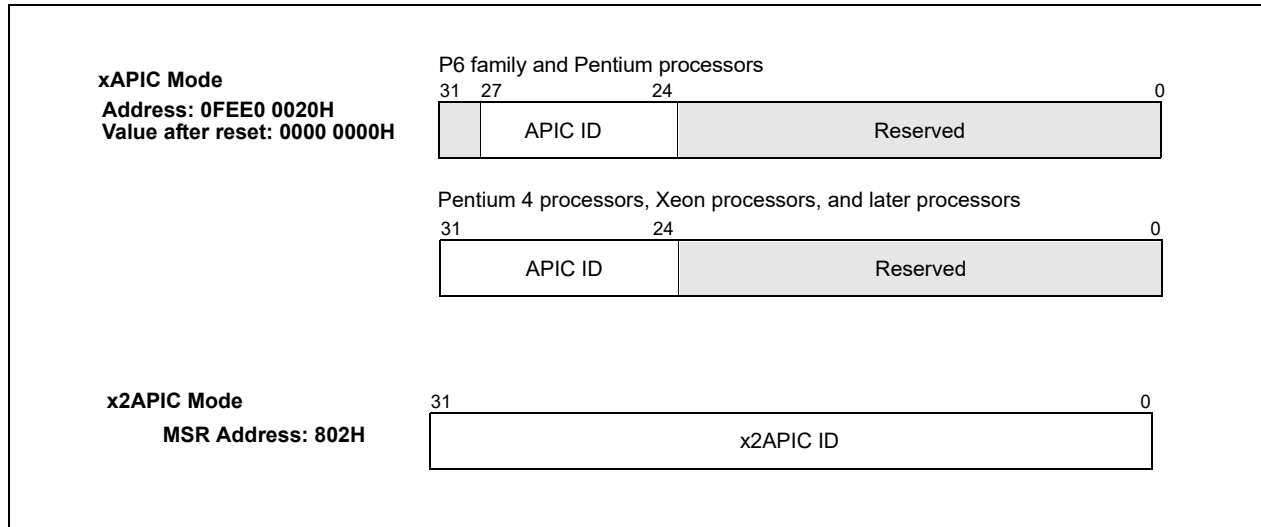 xAPIC Mode
Address: 0FEE0 0020H
Value after reset: 0000 0000H
P6 family and Pentium processors
31 27 24 0
APIC ID Reserved
Pentium 4 processors, Xeon processors, and later processors
31 24 0
APIC ID Reserved
x2APIC Mode
MSR Address: 802H
31 0
x2APIC ID